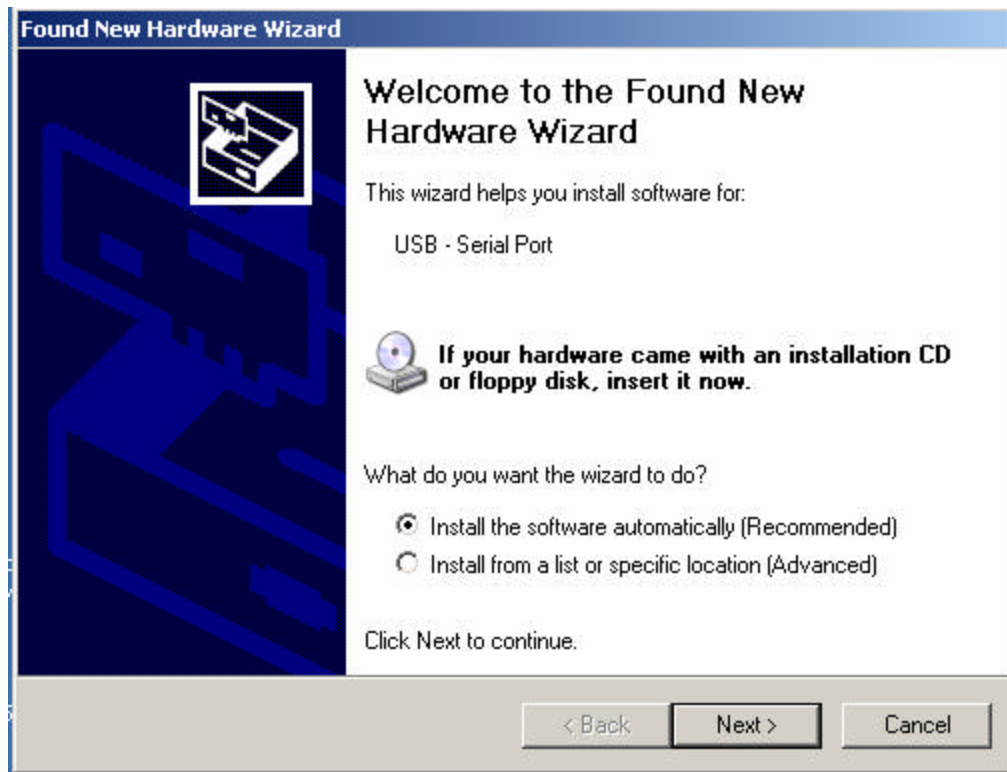 Found New Hardware Wizard
Welcome to the Found New
Hardware Wizard
This wizard helps you install software for:
USB - Serial Port
If your hardware came with an installation CD
or floppy disk, insert it now.
What do you want the wizard to do?
Install the software automatically (Recommended)
Install from a list or specific location (Advanced)
Click Next to continue.
< Back
Next >
Cancel